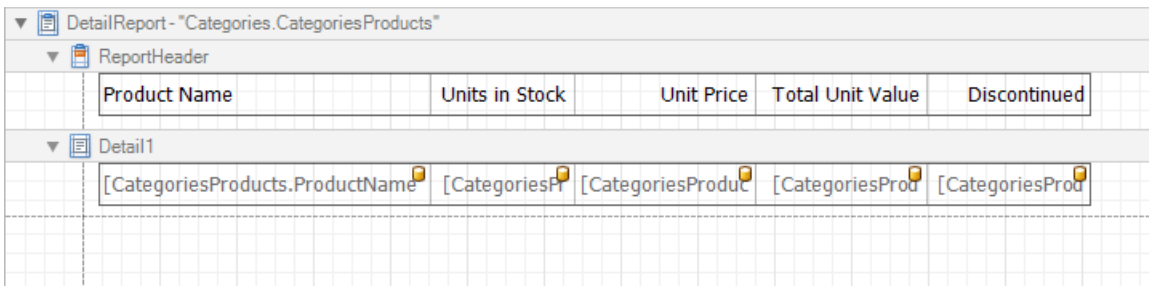 DetailReport - "Categories.CategoriesProducts"
ReportHeader
Product Name Units in Stock Unit Price Total Unit Value Discontinued
Detail1
[CategoriesProducts.ProductName [CategoriesPr [CategoriesProduc [CategoriesProd [CategoriesProd